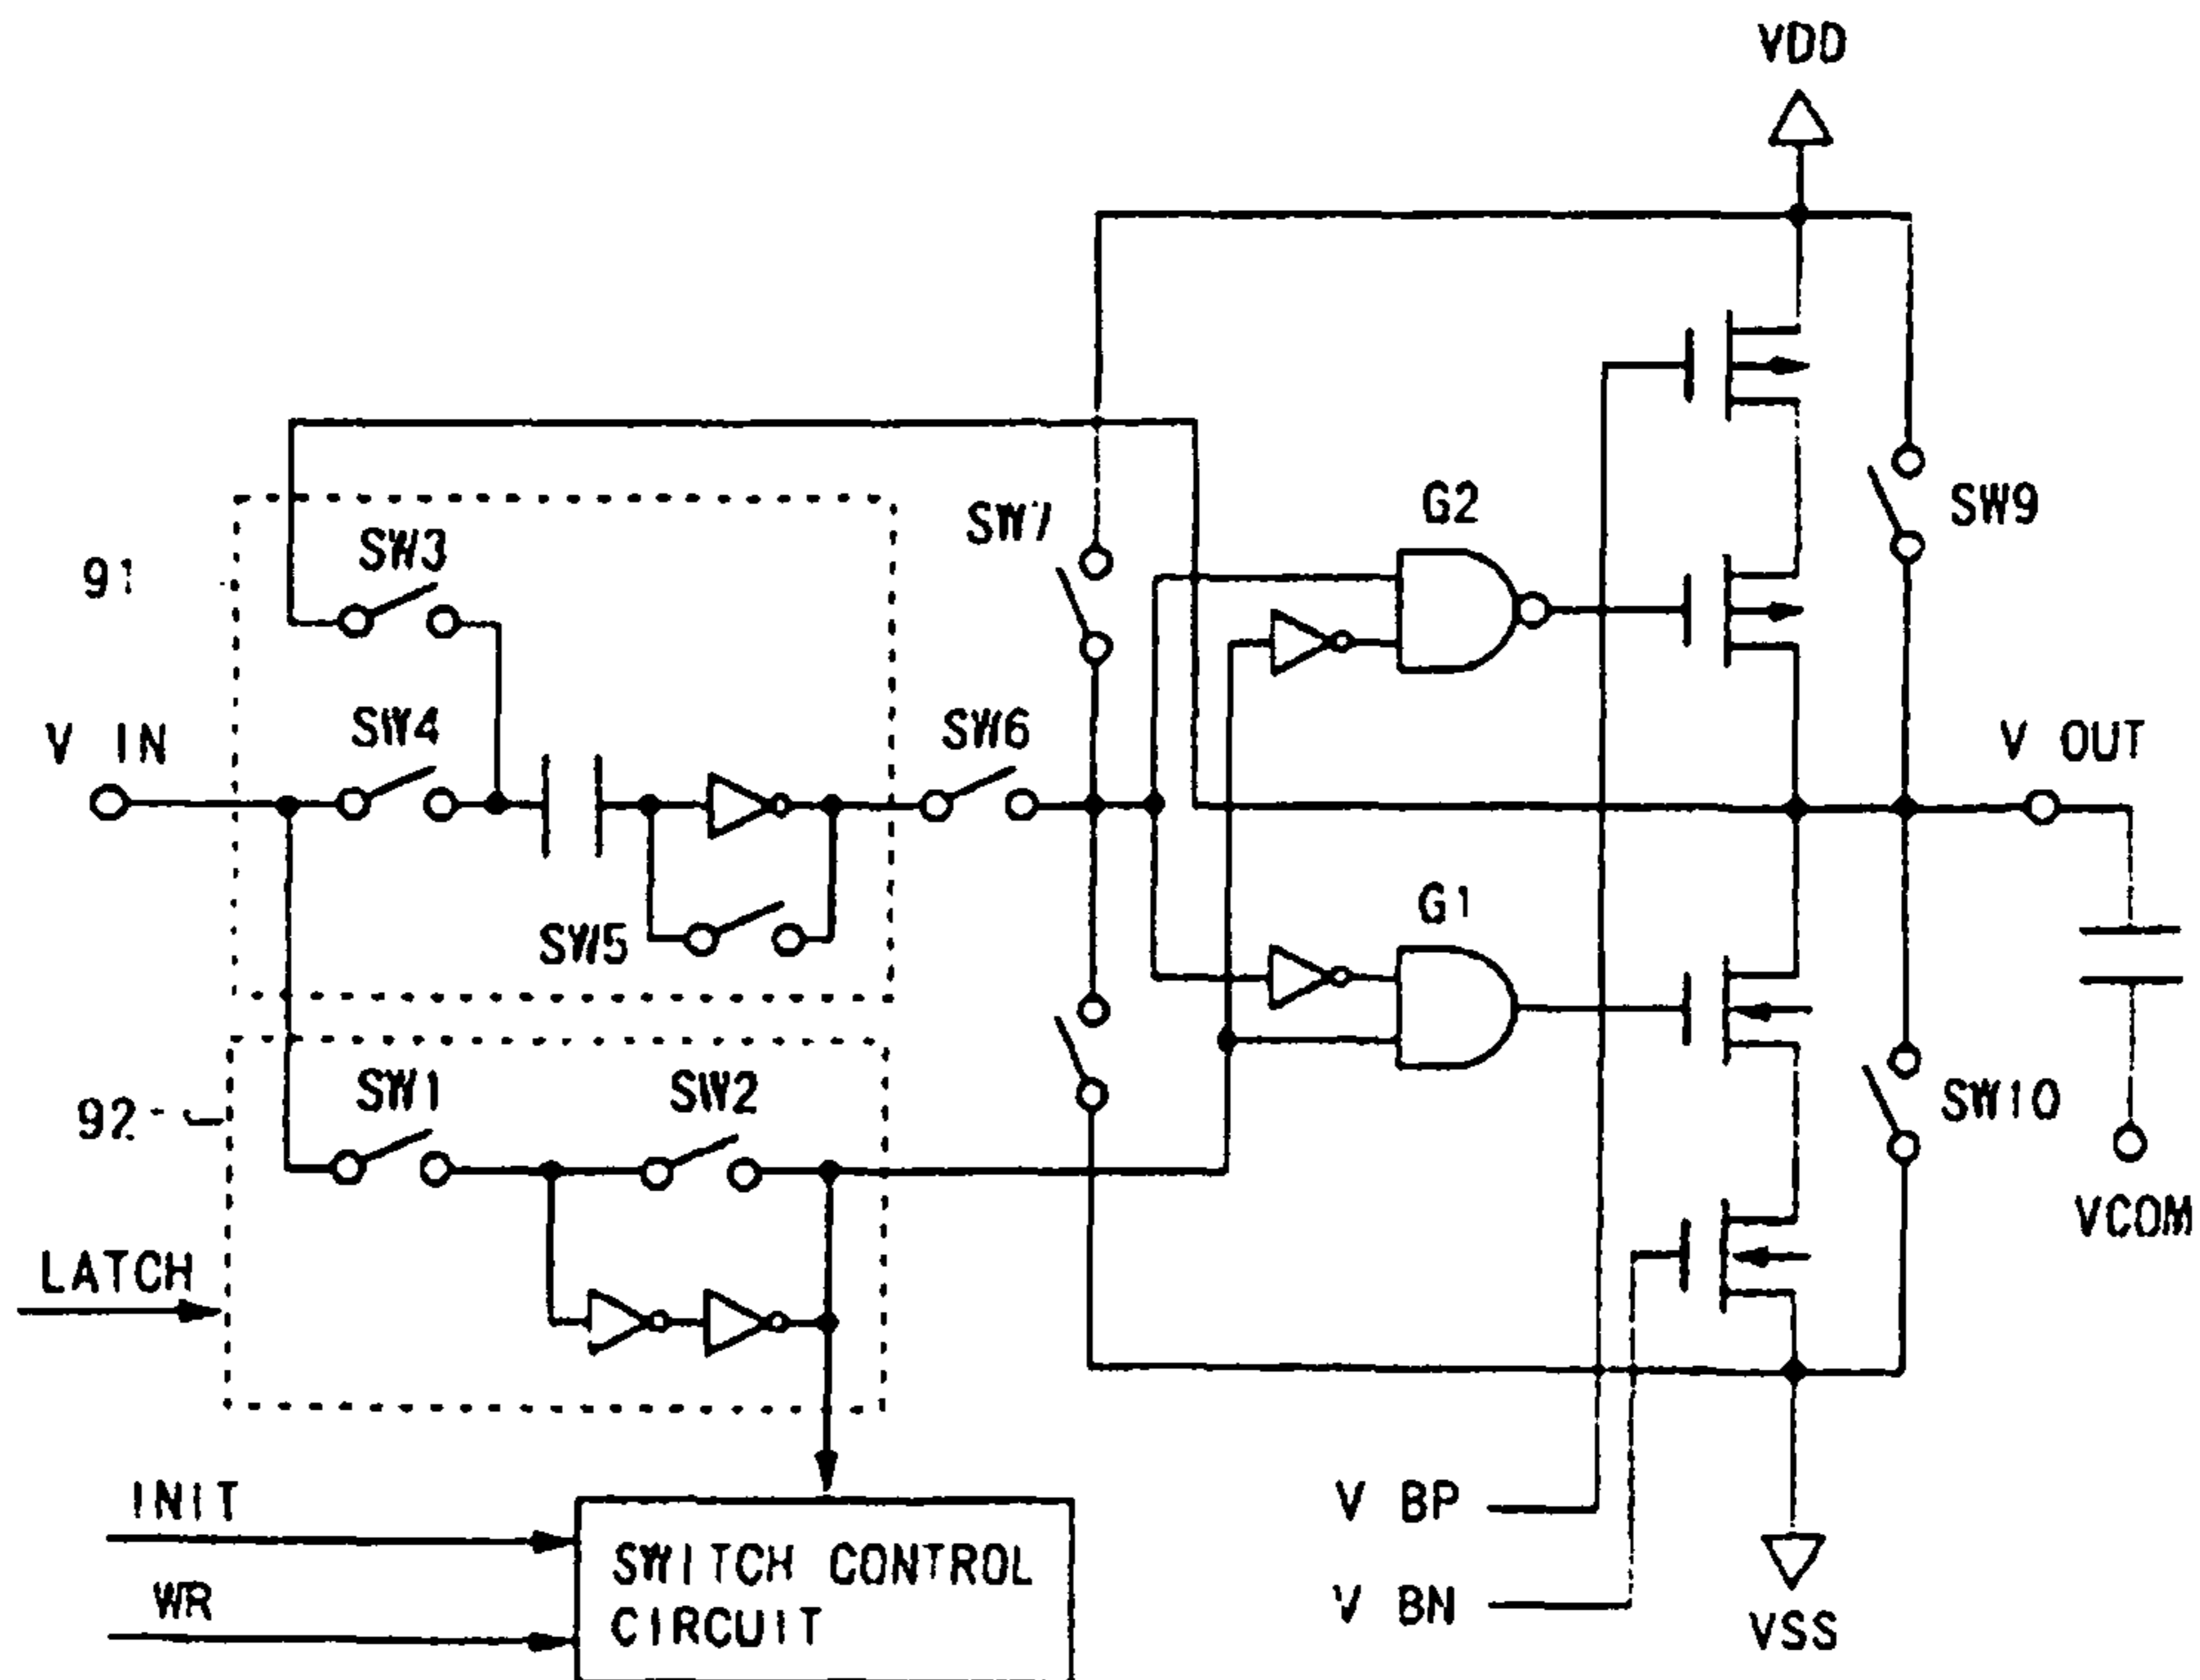 VDD
SW7
G2
SW9
91
SW3
V IN
SW4
SW6
V OUT
G1
SW5
SW10
92
SW1
SW2
VCOM
LATCH
INIT
WR
SWITCH CONTROL
CIRCUIT
V BP
V BN
VSS